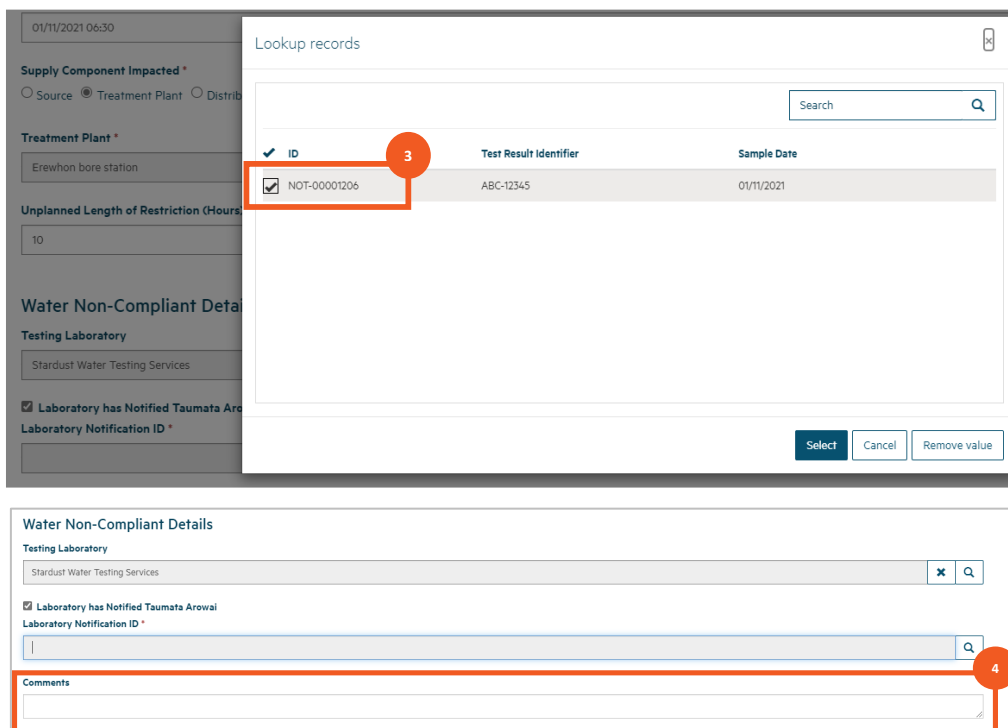 01/11/2021 06:30
Supply Component Impacted *
Source Treatment Plant Distrib
Treatment Plant *
Erewhon bore station
Unplanned Length of Restriction (Hours)
10
Water Non-Compliant Detai
Testing Laboratory
Stardust Water Testing Services
Laboratory has Notified Taumata Aro
Laboratory Notification ID *
Lookup records
Search
ID Test Result Identifier Sample Date
3
NOT-00001206 ABC-12345 01/11/2021
Select Cancel Remove value
Water Non-Compliant Details
Testing Laboratory
Stardust Water Testing Services
Laboratory has Notified Taumata Arowai
Laboratory Notification ID *
4
Comments